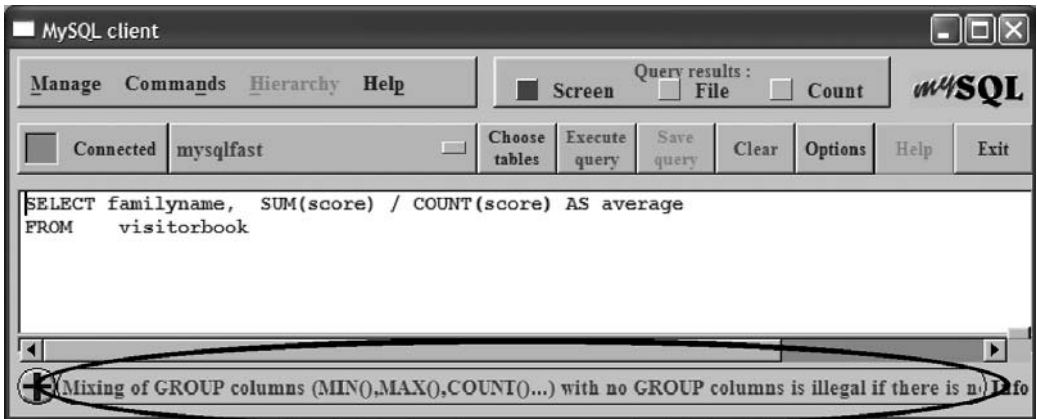 MySQL client
Manage Commands Hierarchy Help
Query results :
Screen File Count
mySQL
Connected mysqlfast
Choose tables
Execute query
Save query
Clear Options Help Exit
SELECT familyname, SUM(score) / COUNT(score) AS average
FROM visitorbook
Mixing of GROUP columns (MIN(),MAX(),COUNT()...) with no GROUP columns is illegal if there is
Info